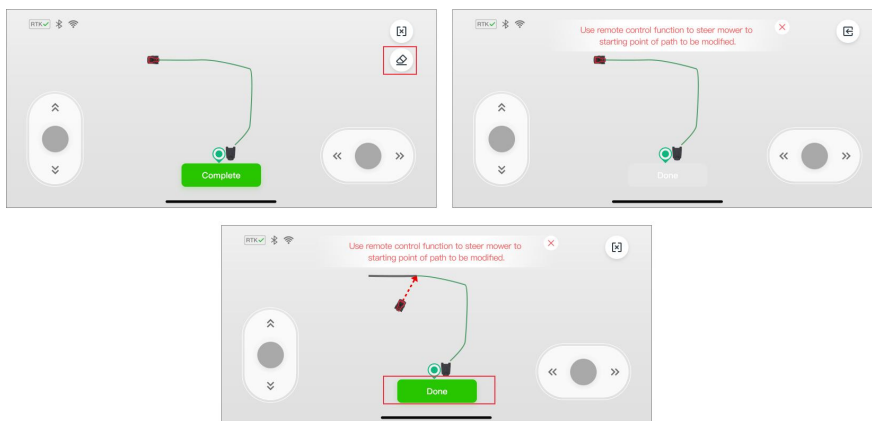 RTK✓
Complete
RTK✓
Use remote control function to steer mower to
starting point of path to be modified.
Done
RTK✓
Use remote control function to steer mower to
starting point of path to be modified.
Done